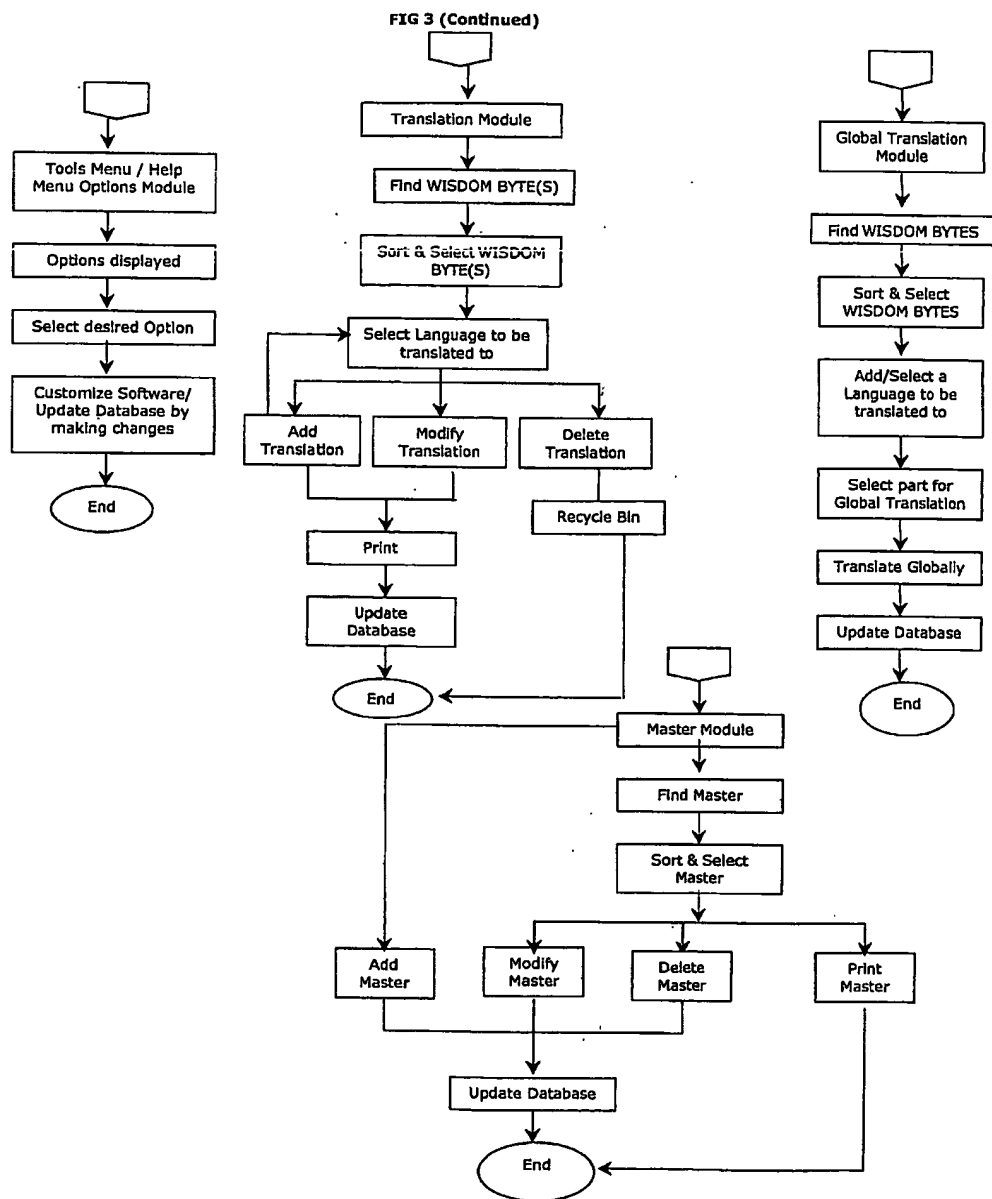 FIG 3 (Continued)
Tools Menu / Help
Menu Options Module
Options displayed
Select desired Option
Customize Software/
Update Database by
making changes
End
Translation Module
Find WISDOM BYTE(S)
Sort & Select WISDOM
BYTE(S)
Select Language to be
translated to
Add
Translation
Modify
Translation
Delete
Translation
Recycle Bin
Print
Update
Database
End
Global Translation
Module
Find WISDOM BYTES
Sort & Select
WISDOM BYTES
Add/Select a
Language to be
translated to
Select part for
Global Translation
Translate Globally
Update Database
End
Master Module
Find Master
Sort & Select
Master
Add
Master
Modify
Master
Delete
Master
Print
Master
Update Database
End